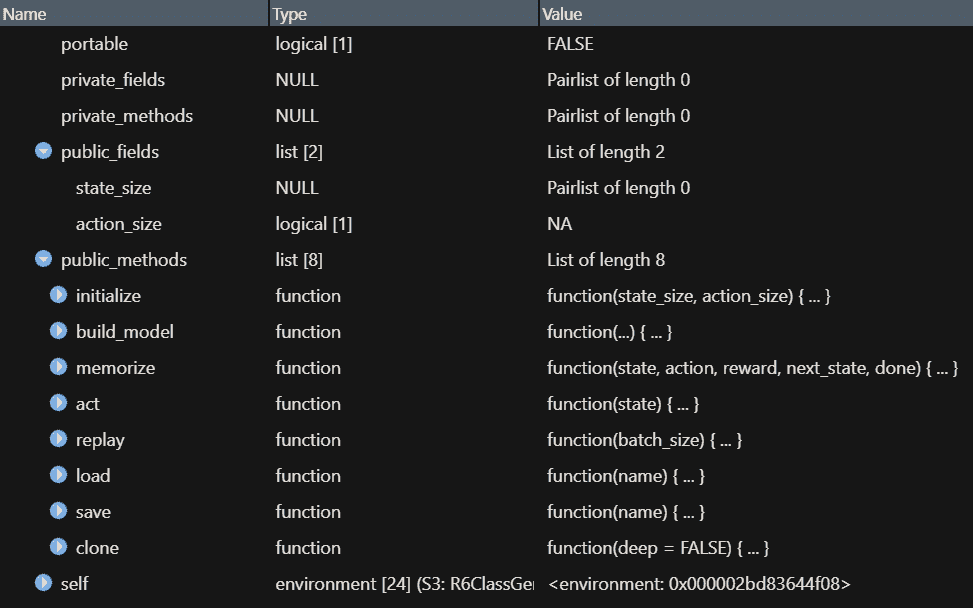 Name Type Value
portable logical [1] FALSE
private_fields NULL Pairlist of length 0
private_methods NULL Pairlist of length 0
public_fields list [2] List of length 2
state_size NULL Pairlist of length 0
action_size logical [1] NA
public_methods list [8] List of length 8
initialize function function(state_size, action_size) { ... }
build_model function function(...) { ... }
memorize function function(state, action, reward, next_state, done) { ... }
act function function(state) { ... }
replay function function(batch_size) { ... }
load function function(name) { ... }
save function function(name) { ... }
clone function function(deep = FALSE) { ... }
self environment [24] (S3: R6ClassGer <environment: 0x000002bd83644f08>